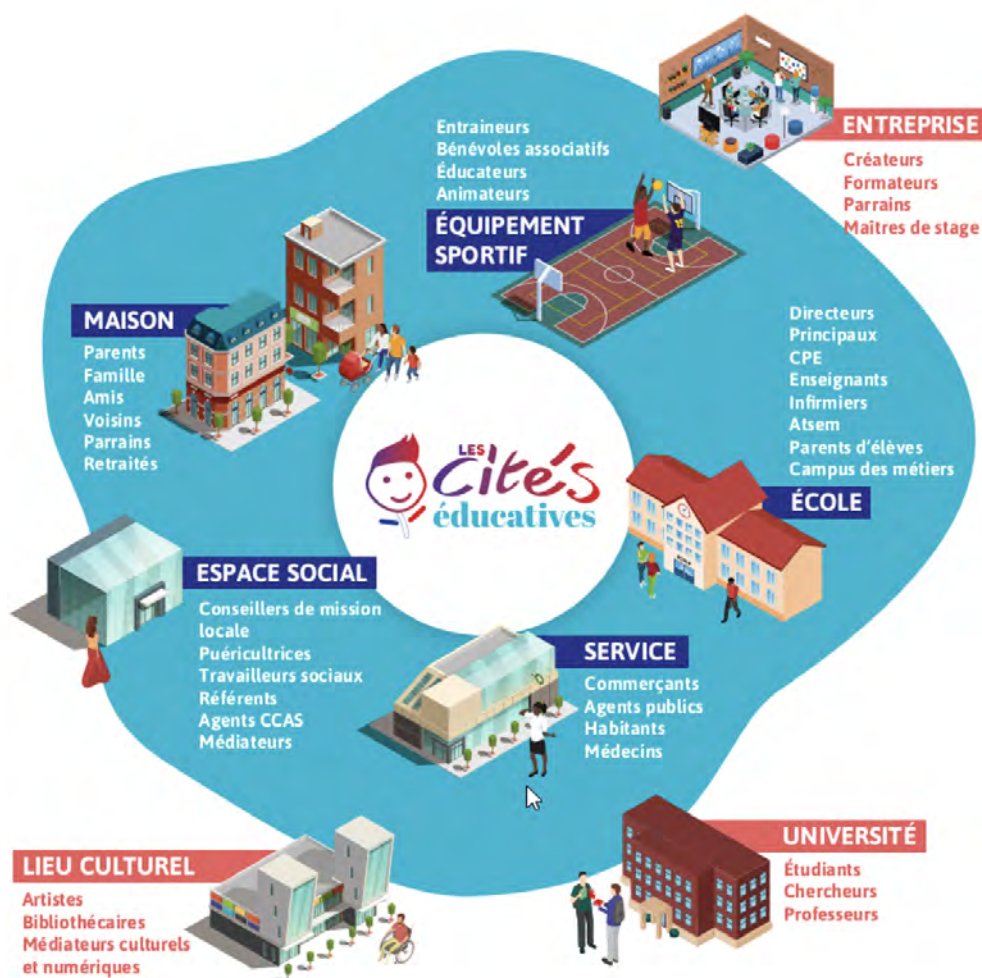 ENTREPRISE
Créateurs
Formateurs
Parrains
Maîtres de stage
Entraineurs
Bénévoles associatifs
Éducateurs
Animateurs
ÉQUIPEMENT
SPORTIF
MAISON
Parents
Famille
Amis
Voisins
Parrains
Retraités
Directeurs
Principaux
CPE
Enseignants
Infirmiers
Atsem
Parents d'élèves
Campus des métiers
ÉCOLE
LES
Cités
éducatives
ESPACE SOCIAL
Conseillers de mission
locale
Puéricultrices
Travailleurs sociaux
Référents
Agents CCAS
Médiateurs
SERVICE
Commerçants
Agents publics
Habitants
Médecins
LIEU CULTUREL
Artistes
Bibliothécaires
Médiateurs culturels
et numériques
UNIVERSITÉ
Étudiants
Chercheurs
Professeurs